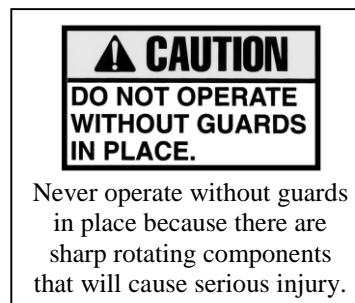 CAUTION
DO NOT OPERATE
WITHOUT GUARDS
IN PLACE.
Never operate without guards
in place because there are
sharp rotating components
that will cause serious injury.